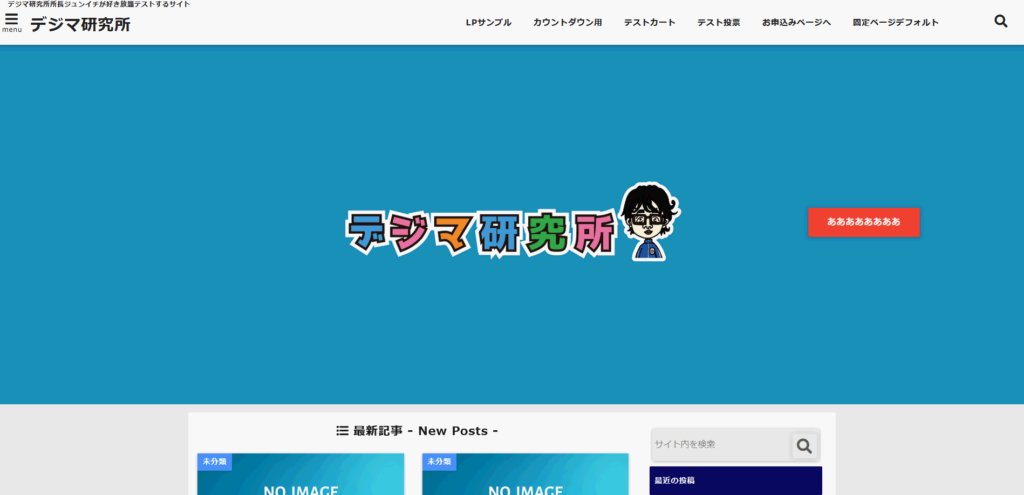 デジマ研究所所長ジュンイチが好き放題テストするサイト
menu
デジマ研究所
LPサンプル
カウントダウン用
テストカート
テスト投票
お申込みページへ
固定ページデフォルト
デジマ研究所
ああああああああ
最新記事 - New Posts -
サイト内を検索
未分類
未分類
NO IMAGE
NO IMAGE
最近の投稿